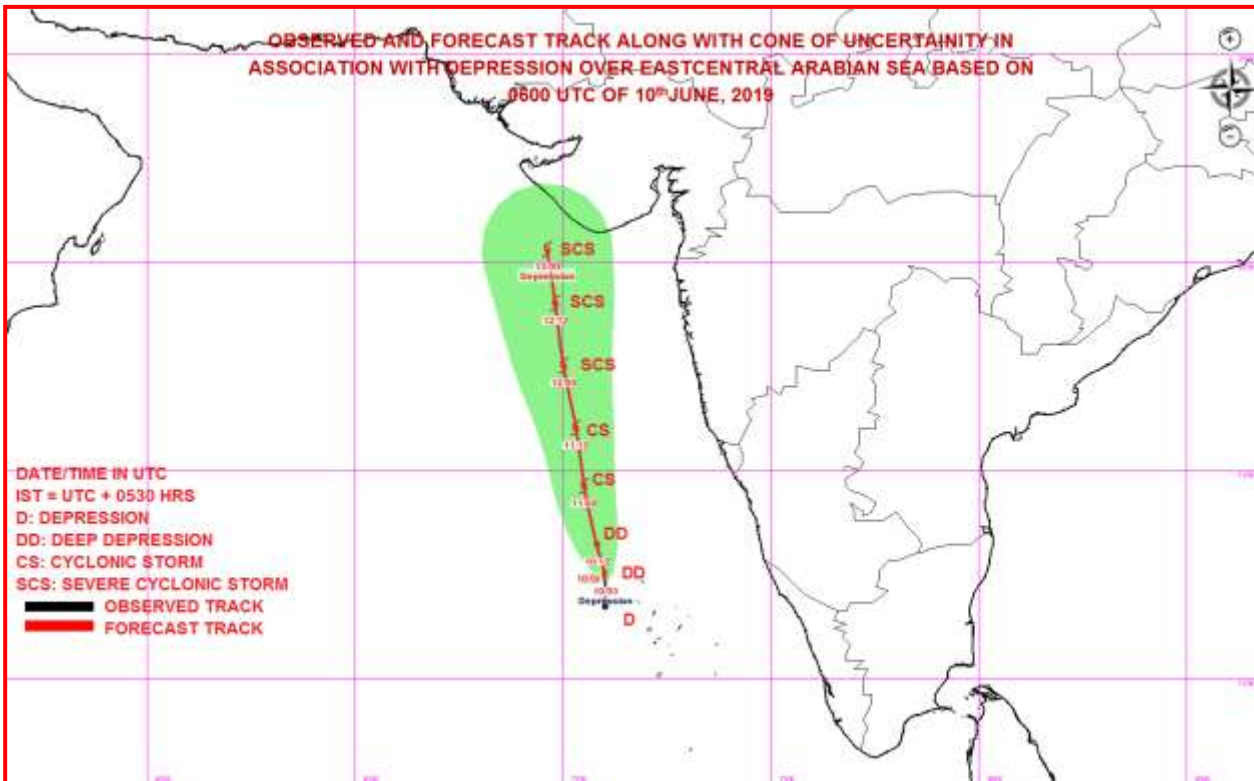 OBSERVED AND FORECAST TRACK ALONG WITH CONE OF UNCERTAINITY IN
ASSOCIATION WITH DEPRESSION OVER EASTCENTRAL ARABIAN SEA BASED ON
0600 UTC OF 10th JUNE, 2019
SCS
Depression
SCS
SCS
CS
CS
DD
DD
Depression
D
DATE/TIME IN UTC
IST = UTC + 0530 HRS
D: DEPRESSION
DD: DEEP DEPRESSION
CS: CYCLONIC STORM
SCS: SEVERE CYCLONIC STORM
OBSERVED TRACK
FORECAST TRACK